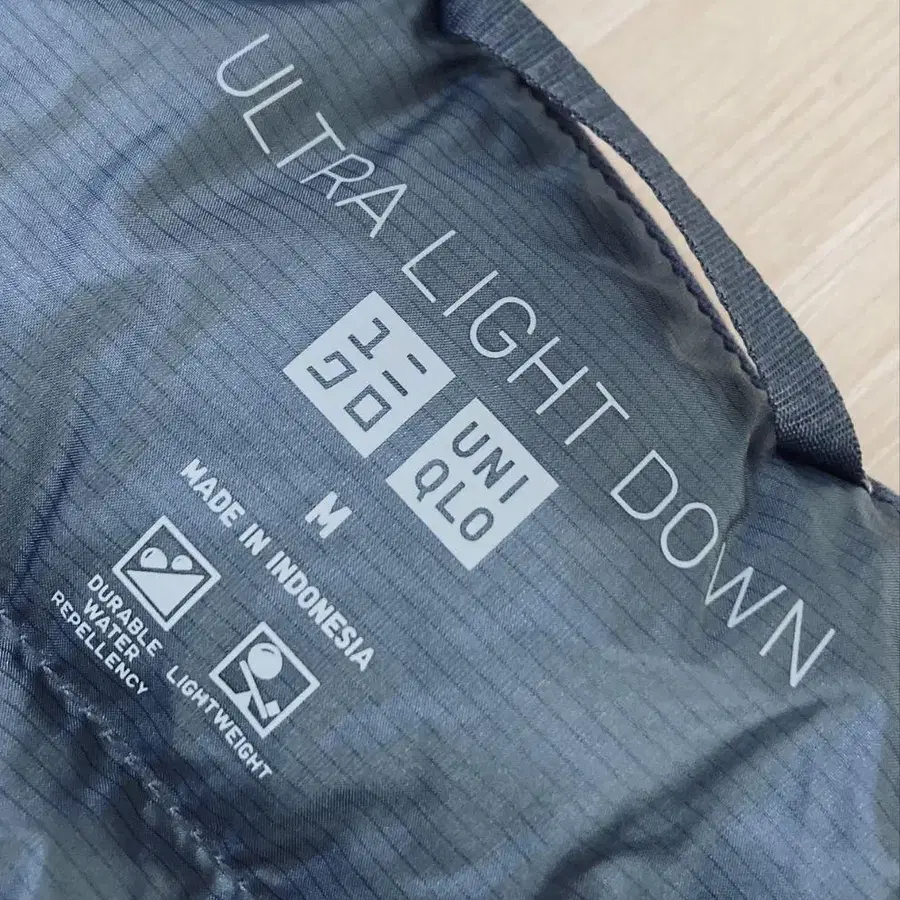 ULTRA LIGHT DOWN
ユニ
クロ
UNI
QLO
M
MADE IN INDONESIA
DURABLE
WATER
REPELLENCY
LIGHTWEIGHT